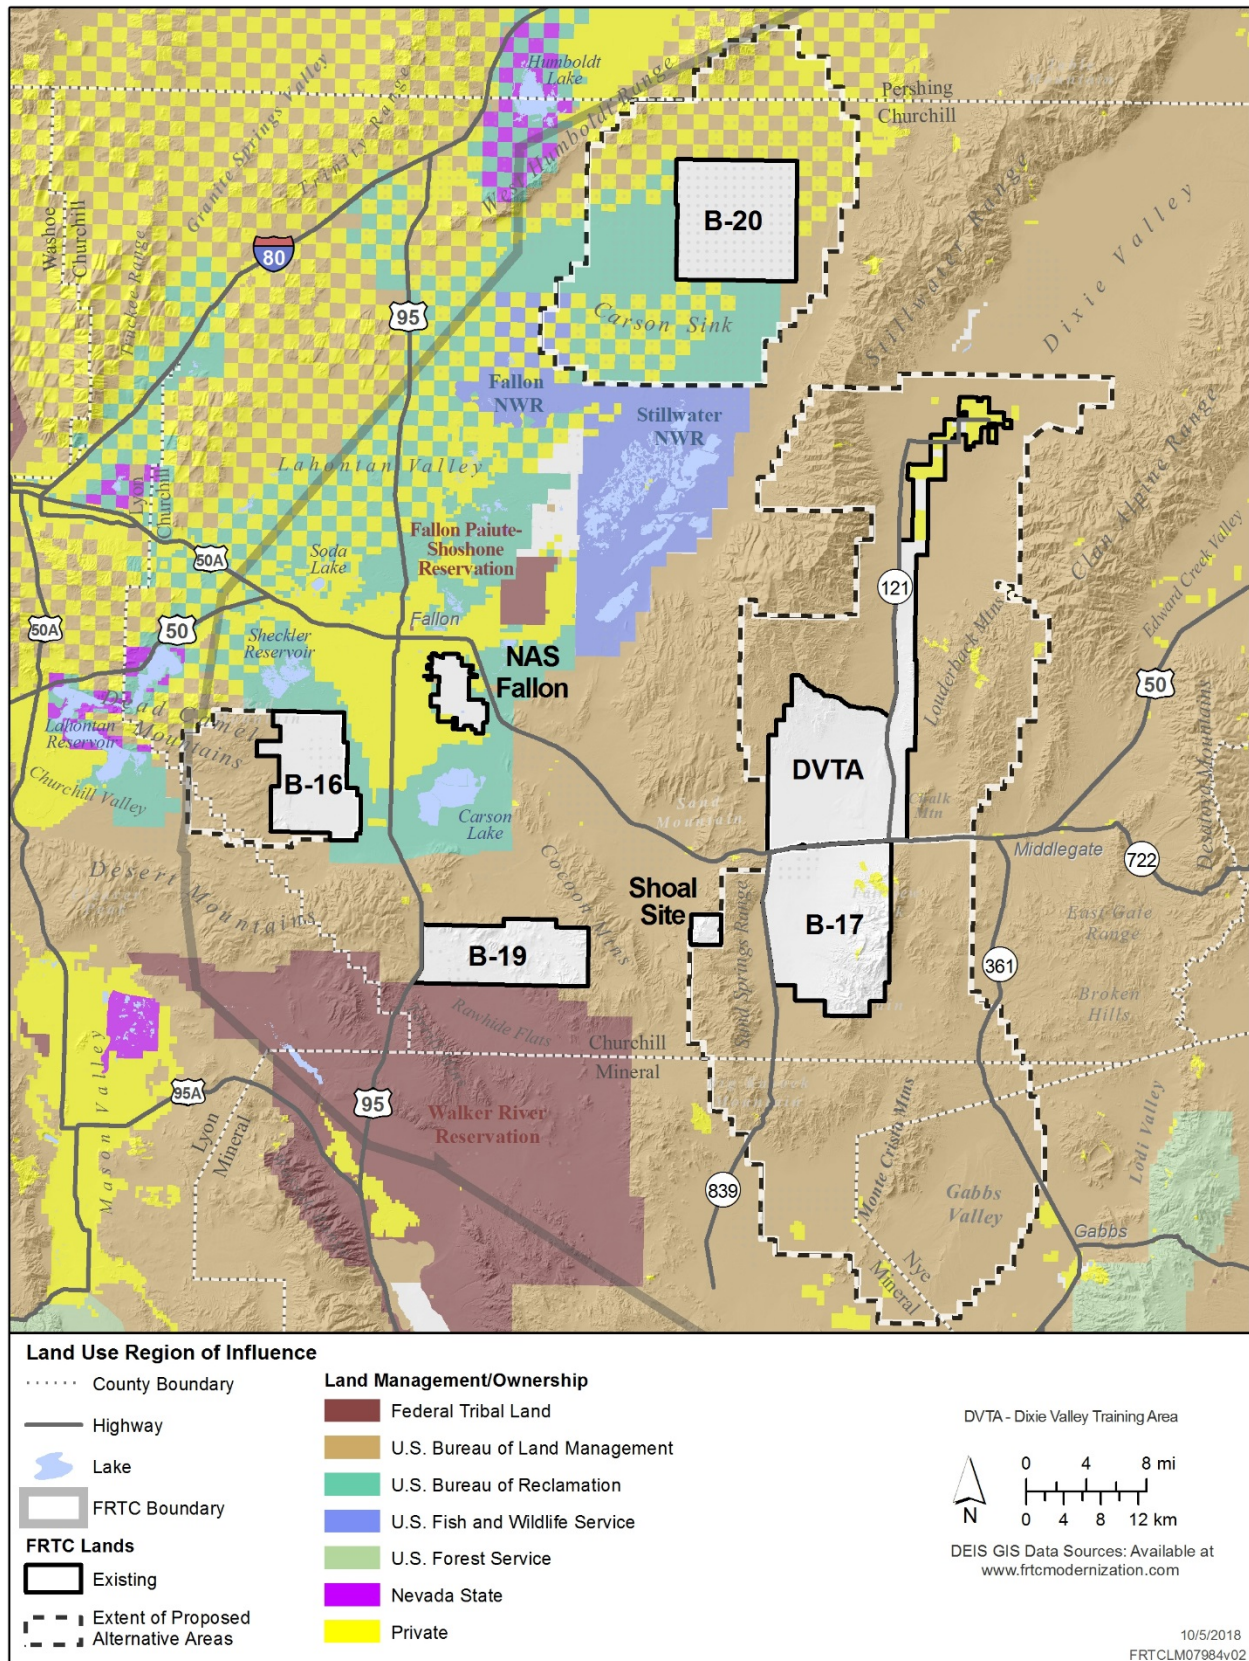 Humboldt
Lake
Pershing
Churchill
Granite Springs Valley
Trinity Range
West Humboldt Range
Washoe
Churchill
Truckee Range
80
95
B-20
Carson Sink
Stillwater Range
Dixie Valley
Fallon
NWR
Stillwater
NWR
Lahontan Valley
Lyon
Churchill
Fallon Paiute-
Shoshone
Reservation
Soda
Lake
50A
50A
50
Fallon
Sheckler
Reservoir
NAS
Fallon
121
Clan Alpine Range
Edward Creek Valley
Louderback Mtns
50
Dead Camel
Mountains
Lahontan
Reservoir
Churchill Valley
B-16
Carson
Lake
Sand
Mountain
DVTA
Chalk
Mtn
Desatoya Mountains
Middlegate
722
Desert Mountains
Cocoon Mtns
Shoal
Site
Sand Springs Range
B-17
East Gate
Range
B-19
361
Broken
Hills
Rawhide Flats
Churchill
Mineral
Mason Valley
95A
95
Lyon
Mineral
Walker River
Reservation
839
Monte Cristo Mtns
Gabbs
Valley
Lodi Valley
Gabbs
Nye
Mineral
Land Use Region of Influence
County Boundary
Highway
Lake
FRTC Boundary
FRTC Lands
Existing
Extent of Proposed
Alternative Areas
Land Management/Ownership
Federal Tribal Land
U.S. Bureau of Land Management
U.S. Bureau of Reclamation
U.S. Fish and Wildlife Service
U.S. Forest Service
Nevada State
Private
DVTA - Dixie Valley Training Area
N
0 4 8 mi
0 4 8 12 km
DEIS GIS Data Sources: Available at
www.frtcmodernization.com
10/5/2018
FRTCLM07984v02